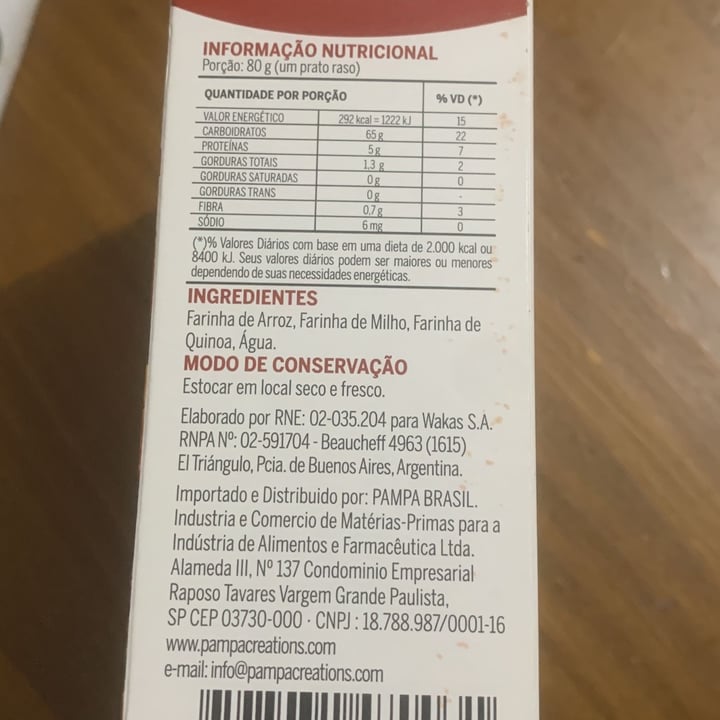 INFORMAÇÃO NUTRICIONAL
Porção: 80 g (um prato raso)
QUANTIDADE POR PORÇÃO % VD (*)
VALOR ENERGÉTICO 292 kcal = 1222 kJ 15
CARBOIDRATOS 65 g 22
PROTEÍNAS 5 g 7
GORDURAS TOTAIS 1,3 g 2
GORDURAS SATURADAS 0 g 0
GORDURAS TRANS 0 g -
FIBRA 0,7 g 3
SÓDIO 6 mg 0
(*)% Valores Diários com base em uma dieta de 2.000 kcal ou
8400 kJ. Seus valores diários podem ser maiores ou menores
dependendo de suas necessidades energéticas.
INGREDIENTES
Farinha de Arroz, Farinha de Milho, Farinha de
Quinoa, Água.
MODO DE CONSERVAÇÃO
Estocar em local seco e fresco.
Elaborado por RNE: 02-035.204 para Wakas S.A.
RNPA Nº: 02-591704 - Beaucheff 4963 (1615)
El Triángulo, Pcia. de Buenos Aires, Argentina.
Importado e Distribuido por: PAMPA BRASIL.
Industria e Comercio de Matérias-Primas para a
Indústria de Alimentos e Farmacêutica Ltda.
Alameda III, Nº 137 Condominio Empresarial
Raposo Tavares Vargem Grande Paulista,
SP CEP 03730-000 · CNPJ : 18.788.987/0001-16
www.pampacreations.com
e-mail: info@pampacreations.com